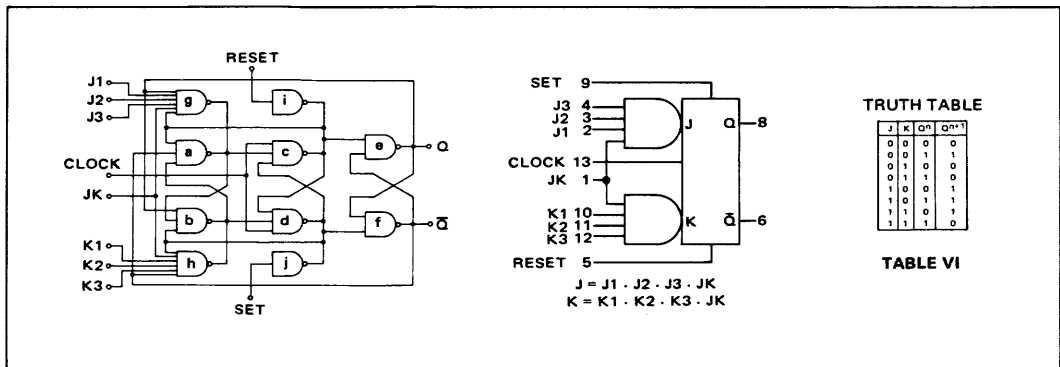 RESET
J1
J2
J3
g
i
a
c
e
Q
CLOCK
JK
b
d
f
Q̄
K1
K2
K3
h
j
SET
SET 9
J3 4
J2 3
J1 2
J
Q 8
CLOCK 13
JK 1
K1 10
K2 11
K3 12
K
Q̄ 6
RESET 5
J = J1 · J2 · J3 · JK
K = K1 · K2 · K3 · JK
TRUTH TABLE
J K Qⁿ Qⁿ⁺¹
0 0 0 0
0 0 1 1
0 1 0 0
0 1 1 0
1 0 0 1
1 0 1 1
1 1 0 1
1 1 1 0
TABLE VI